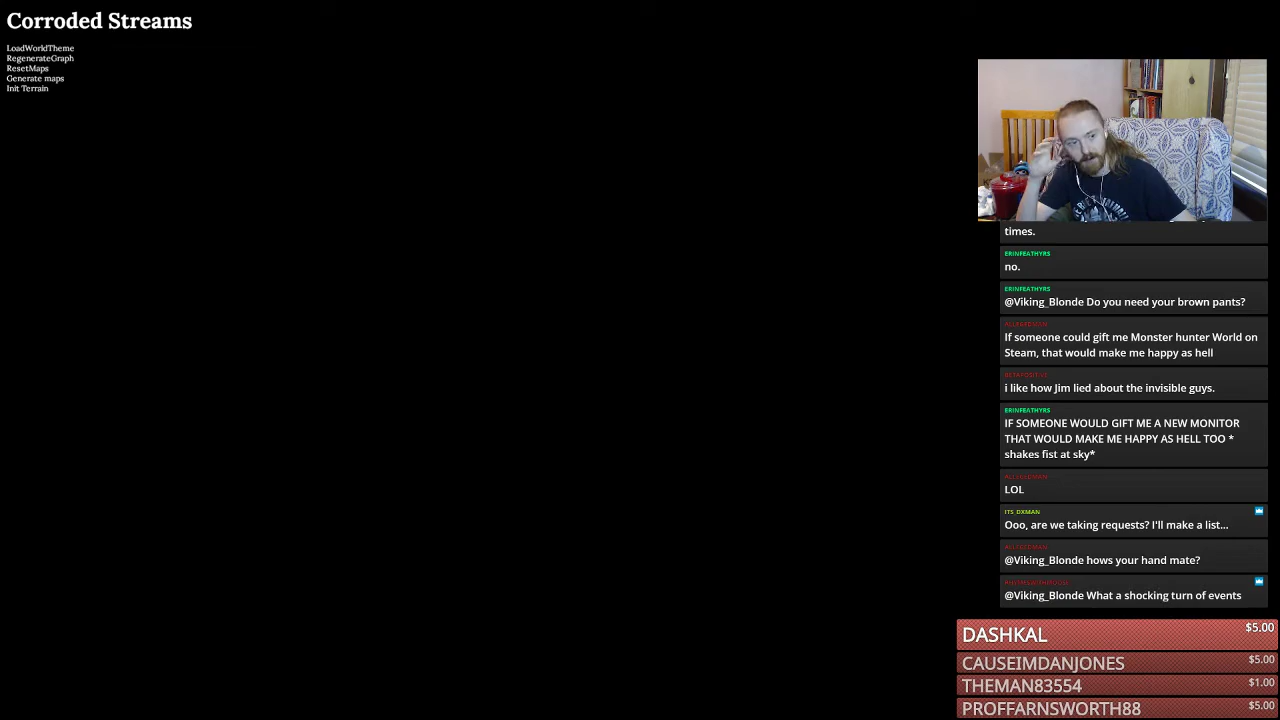 Corroded Streams
LoadWorldTheme
RegenerateGraph
ResetMaps
Generate maps
Init Terrain
times.
ERINFEATHYRS
no.
ERINFEATHYRS
@Viking_Blonde Do you need your brown pants?
If someone could gift me Monster hunter World on
Steam, that would make me happy as hell
BETAPOSITIVE
i like how Jim lied about the invisible guys.
ERINFEATHYRS
IF SOMEONE WOULD GIFT ME A NEW MONITOR
THAT WOULD MAKE ME HAPPY AS HELL TOO *
shakes fist at sky*
LOL
ITS_DXMAN
Ooo, are we taking requests? I'll make a list...
@Viking_Blonde hows your hand mate?
@Viking_Blonde What a shocking turn of events
DASHKAL $5.00
CAUSEIMDANJONES $5.00
THEMAN83554 $1.00
PROFFARNSWORTH88 $5.00